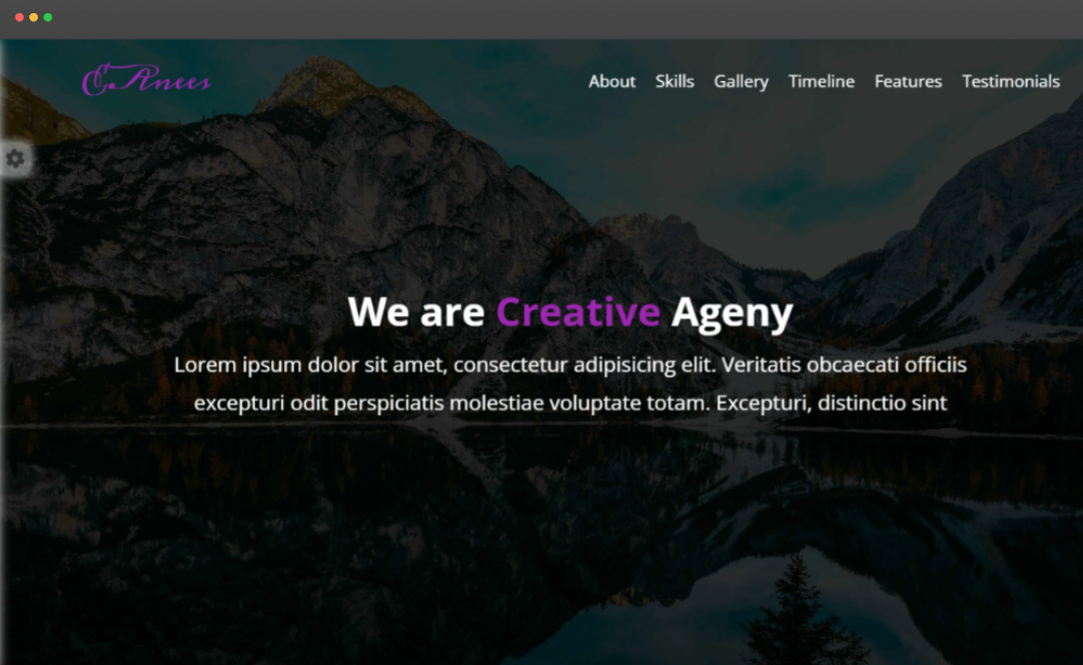 E. Anees
About Skills Gallery Timeline Features Testimonials
We are Creative Ageny
Lorem ipsum dolor sit amet, consectetur adipisicing elit. Veritatis obcaecati officiis
excepturi odit perspiciatis molestiae voluptate totam. Excepturi, distinctio sint